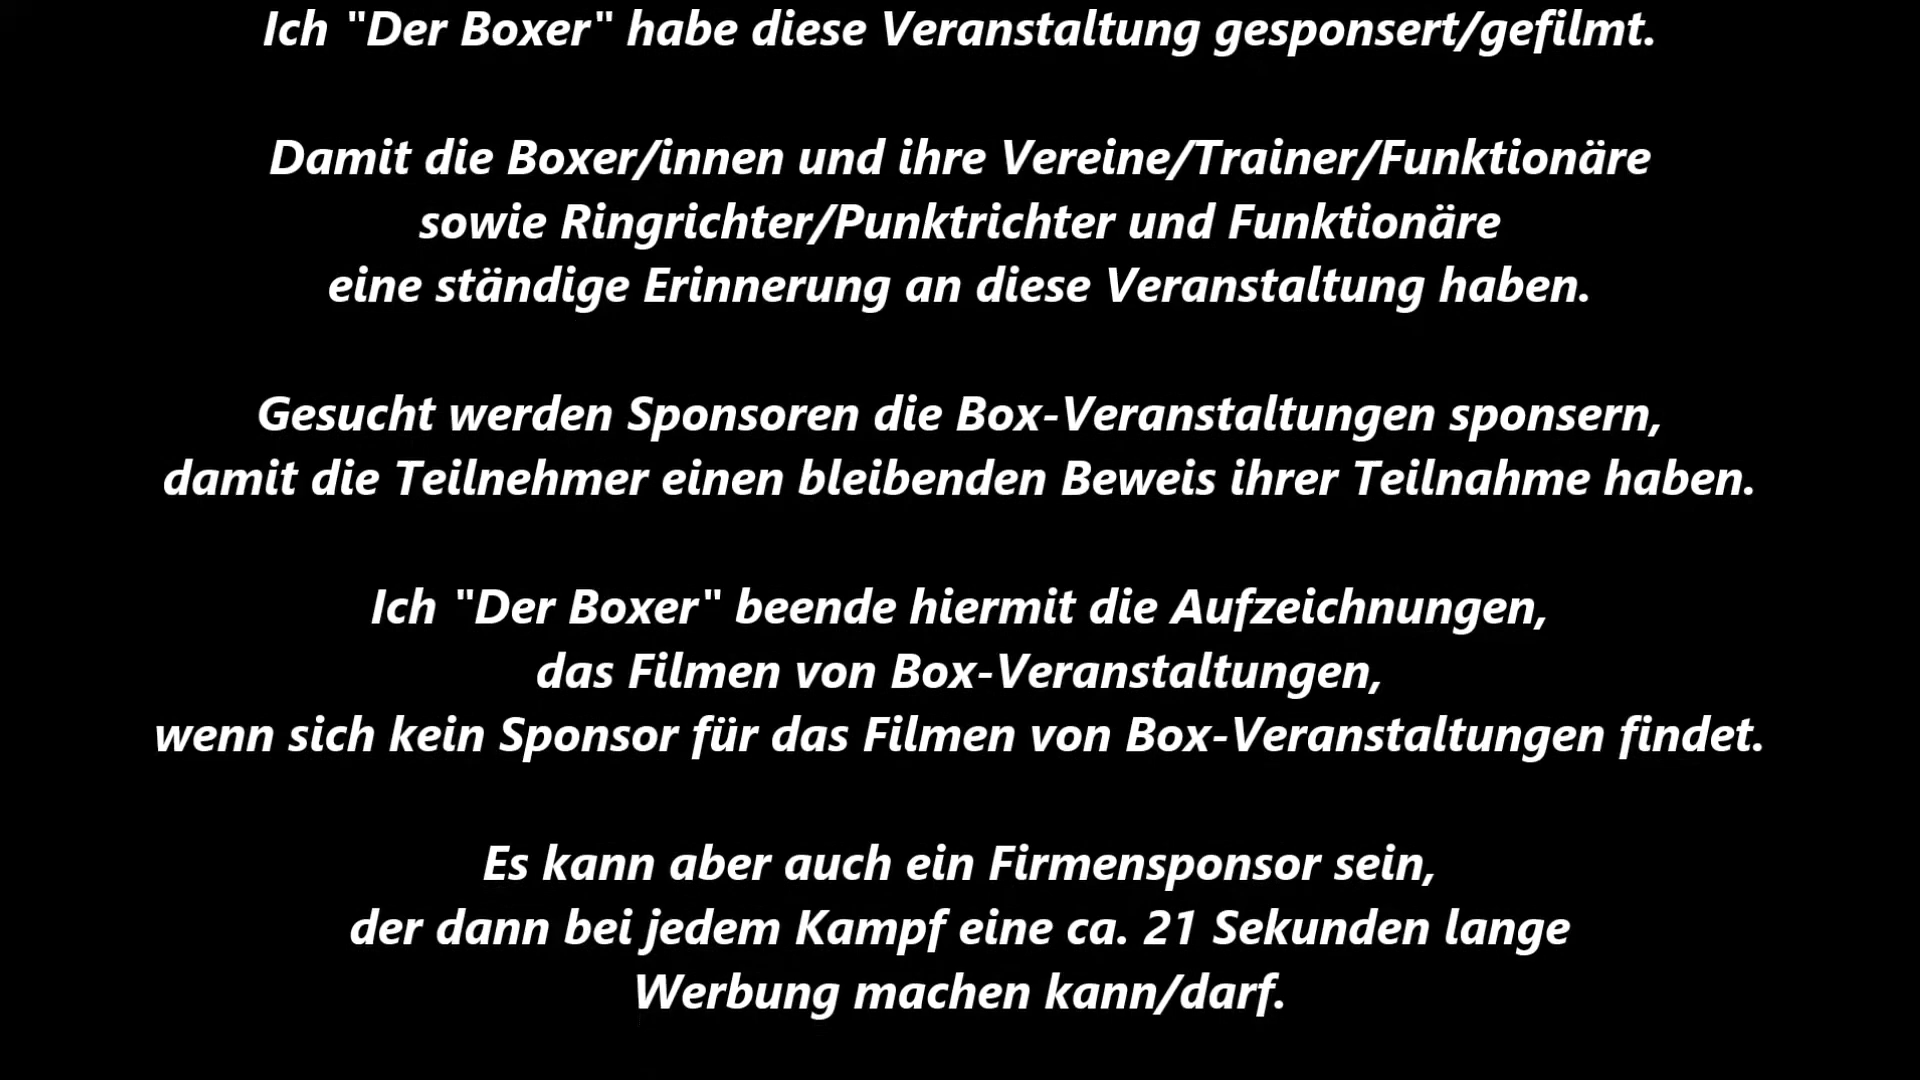 Ich "Der Boxer" habe diese Veranstaltung gesponsert/gefilmt.
Damit die Boxer/innen und ihre Vereine/Trainer/Funktionäre
sowie Ringrichter/Punktrichter und Funktionäre
eine ständige Erinnerung an diese Veranstaltung haben.
Gesucht werden Sponsoren die Box-Veranstaltungen sponsern,
damit die Teilnehmer einen bleibenden Beweis ihrer Teilnahme haben.
Ich "Der Boxer" beende hiermit die Aufzeichnungen,
das Filmen von Box-Veranstaltungen,
wenn sich kein Sponsor für das Filmen von Box-Veranstaltungen findet.
Es kann aber auch ein Firmensponsor sein,
der dann bei jedem Kampf eine ca. 21 Sekunden lange
Werbung machen kann/darf.